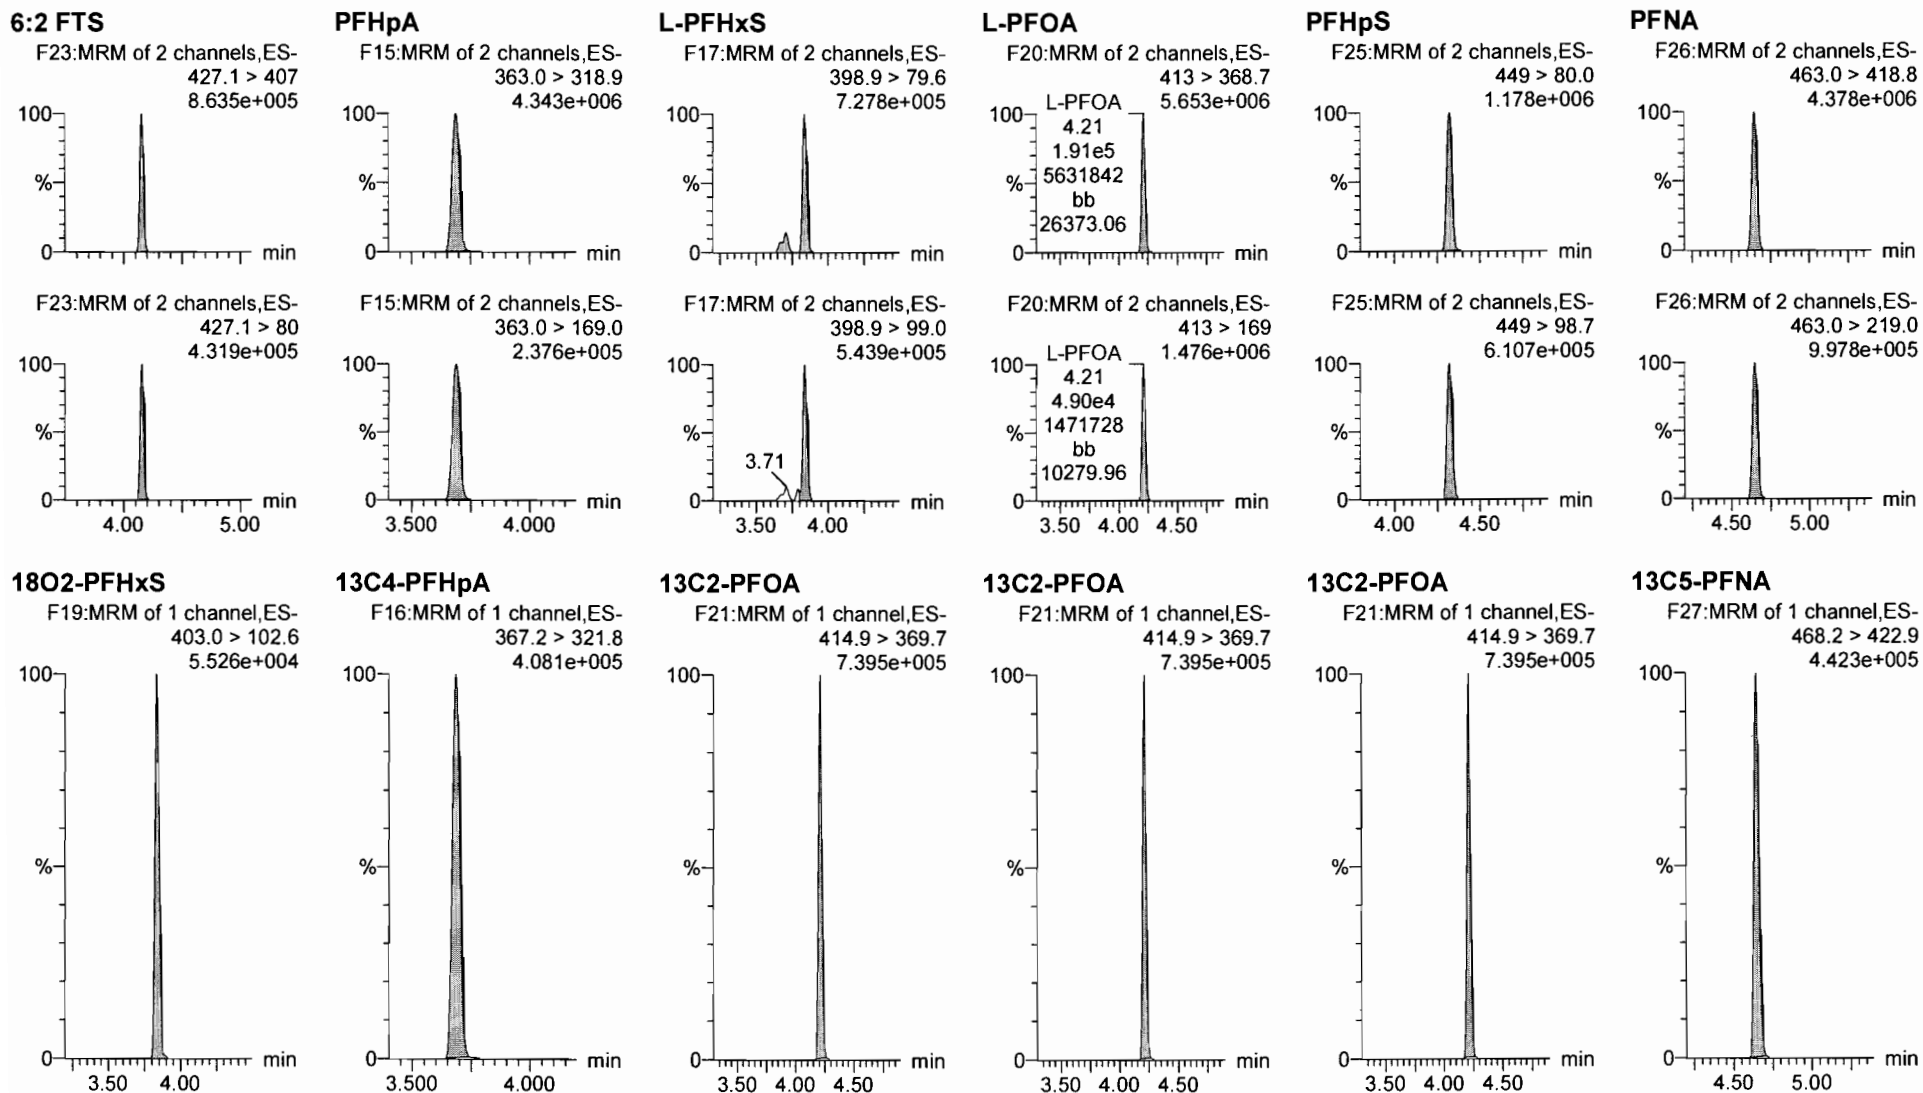 6:2 FTS
F23:MRM of 2 channels,ES-
427.1 > 407
8.635e+005
100
%
0
min
F23:MRM of 2 channels,ES-
427.1 > 80
4.319e+005
100
%
0
min
4.00 5.00
PFHpA
F15:MRM of 2 channels,ES-
363.0 > 318.9
4.343e+006
100
%
0
min
F15:MRM of 2 channels,ES-
363.0 > 169.0
2.376e+005
100
%
0
min
3.500 4.000
L-PFHxS
F17:MRM of 2 channels,ES-
398.9 > 79.6
7.278e+005
100
%
0
min
F17:MRM of 2 channels,ES-
398.9 > 99.0
5.439e+005
100
%
3.71
0
min
3.50 4.00
L-PFOA
F20:MRM of 2 channels,ES-
413 > 368.7
5.653e+006
L-PFOA
100
4.21
1.91e5
5631842
%
bb
26373.06
0
min
F20:MRM of 2 channels,ES-
413 > 169
1.476e+006
L-PFOA
100
4.21
4.90e4
1471728
%
bb
10279.96
0
min
3.50 4.00 4.50
PFHpS
F25:MRM of 2 channels,ES-
449 > 80.0
1.178e+006
100
%
0
min
F25:MRM of 2 channels,ES-
449 > 98.7
6.107e+005
100
%
0
min
4.00 4.50
PFNA
F26:MRM of 2 channels,ES-
463.0 > 418.8
4.378e+006
100
%
0
min
F26:MRM of 2 channels,ES-
463.0 > 219.0
9.978e+005
100
%
0
min
4.50 5.00
18O2-PFHxS
F19:MRM of 1 channel,ES-
403.0 > 102.6
5.526e+004
100
%
0
min
3.50 4.00
13C4-PFHpA
F16:MRM of 1 channel,ES-
367.2 > 321.8
4.081e+005
100
%
0
min
3.500 4.000
13C2-PFOA
F21:MRM of 1 channel,ES-
414.9 > 369.7
7.395e+005
100
%
0
min
3.50 4.00 4.50
13C2-PFOA
F21:MRM of 1 channel,ES-
414.9 > 369.7
7.395e+005
100
%
0
min
3.50 4.00 4.50
13C2-PFOA
F21:MRM of 1 channel,ES-
414.9 > 369.7
7.395e+005
100
%
0
min
3.50 4.00 4.50
13C5-PFNA
F27:MRM of 1 channel,ES-
468.2 > 422.9
4.423e+005
100
%
0
min
4.50 5.00